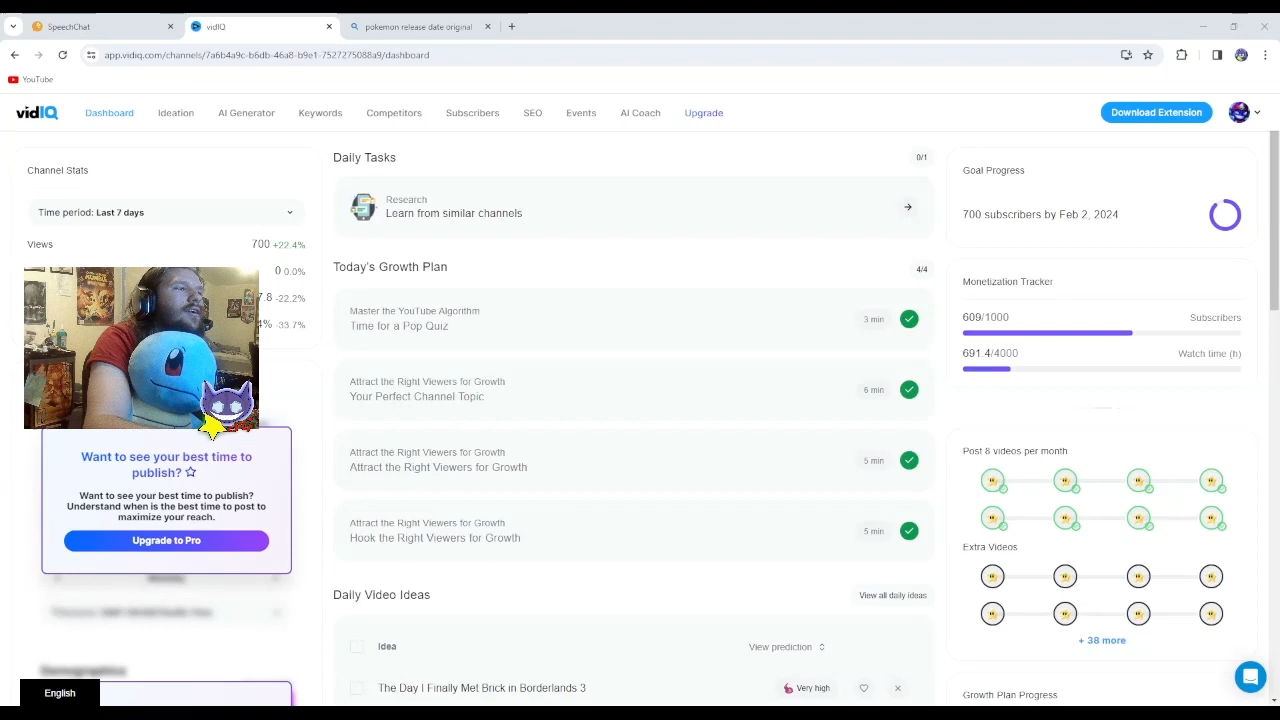 SpeechChat
vidIQ
pokemon release date original
app.vidiq.com/channels/7a6b4a9c-b6db-46a8-b9e1-7527275088a9/dashboard
YouTube
vidIQ
Dashboard
Ideation
AI Generator
Keywords
Competitors
Subscribers
SEO
Events
AI Coach
Upgrade
Download Extension
Channel Stats
Time period: Last 7 days
Views
700 +22.4%
0 0.0%
7.8 -22.2%
4% -33.7%
Want to see your best time to
publish?
Want to see your best time to publish?
Understand when is the best time to post to
maximize your reach.
Upgrade to Pro
Monday
Demographics
English
Daily Tasks
0/1
Research
Learn from similar channels
Today's Growth Plan
4/4
Master the YouTube Algorithm
Time for a Pop Quiz
3 min
Attract the Right Viewers for Growth
Your Perfect Channel Topic
6 min
Attract the Right Viewers for Growth
Attract the Right Viewers for Growth
5 min
Attract the Right Viewers for Growth
Hook the Right Viewers for Growth
5 min
Daily Video Ideas
View all daily ideas
Idea
View prediction
The Day I Finally Met Brick in Borderlands 3
Very high
Goal Progress
700 subscribers by Feb 2, 2024
Monetization Tracker
609/1000
Subscribers
691.4/4000
Watch time (h)
Post 8 videos per month
Extra Videos
+ 38 more
Growth Plan Progress